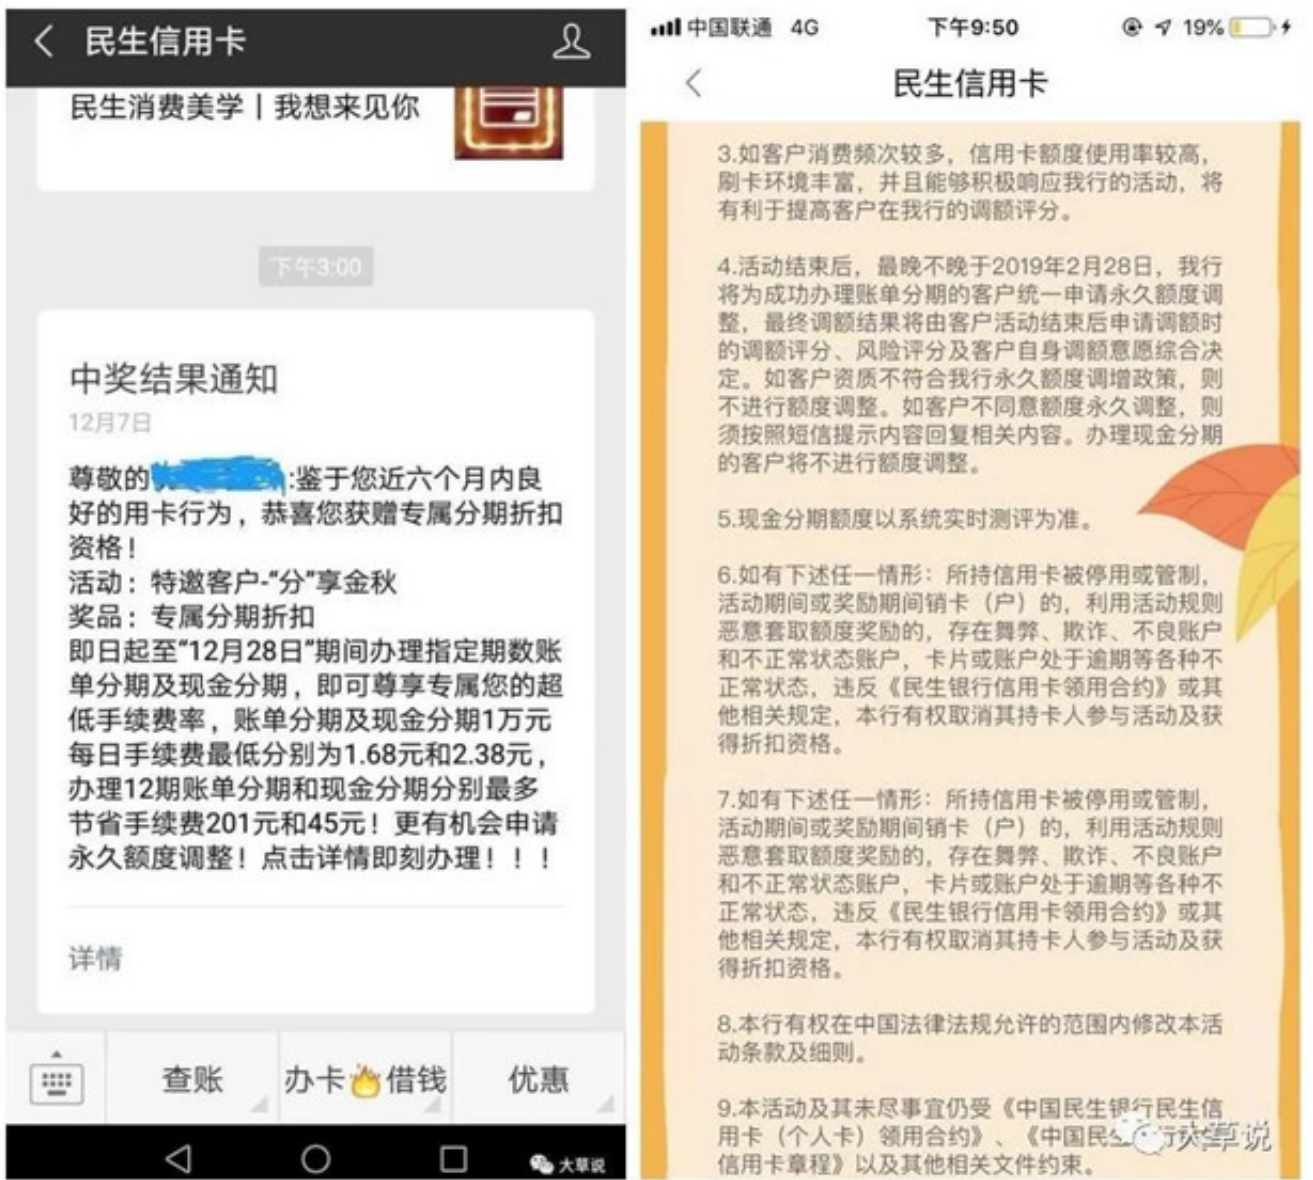 民生信用卡
民生消费美学｜我想来见你
下午3:00
中奖结果通知
12月7日
尊敬的:鉴于您近六个月内良
好的用卡行为，恭喜您获赠专属分期折扣
资格！
活动：特邀客户-“分”享金秋
奖品：专属分期折扣
即日起至“12月28日”期间办理指定期数账
单分期及现金分期，即可尊享专属您的超
低手续费率，账单分期及现金分期1万元
每日手续费最低分别为1.68元和2.38元，
办理12期账单分期和现金分期分别最多
节省手续费201元和45元！更有机会申请
永久额度调整！点击详情即刻办理！！！
详情
查账
办卡🔥借钱
优惠
大草说
中国联通 4G 下午9:50 19%
民生信用卡
3.如客户消费频次较多，信用卡额度使用率较高，
刷卡环境丰富，并且能够积极响应我行的活动，将
有利于提高客户在我行的调额评分。
4.活动结束后，最晚不晚于2019年2月28日，我行
将为成功办理账单分期的客户统一申请永久额度调
整，最终调额结果将由客户活动结束后申请调额时
的调额评分、风险评分及客户自身调额意愿综合决
定。如客户资质不符合我行永久额度调增政策，则
不进行额度调整。如客户不同意额度永久调整，则
须按照短信提示内容回复相关内容。办理现金分期
的客户将不进行额度调整。
5.现金分期额度以系统实时测评为准。
6.如有下述任一情形：所持信用卡被停用或管制，
活动期间或奖励期间销卡（户）的，利用活动规则
恶意套取额度奖励的，存在舞弊、欺诈、不良账户
和不正常状态账户，卡片或账户处于逾期等各种不
正常状态，违反《民生银行信用卡领用合约》或其
他相关规定，本行有权取消其持卡人参与活动及获
得折扣资格。
7.如有下述任一情形：所持信用卡被停用或管制，
活动期间或奖励期间销卡（户）的，利用活动规则
恶意套取额度奖励的，存在舞弊、欺诈、不良账户
和不正常状态账户，卡片或账户处于逾期等各种不
正常状态，违反《民生银行信用卡领用合约》或其
他相关规定，本行有权取消其持卡人参与活动及获
得折扣资格。
8.本行有权在中国法律法规允许的范围内修改本活
动条款及细则。
9.本活动及其未尽事宜仍受《中国民生银行民生信
用卡（个人卡）领用合约》、《中国民
信用卡章程》以及其他相关文件约束。
大草说